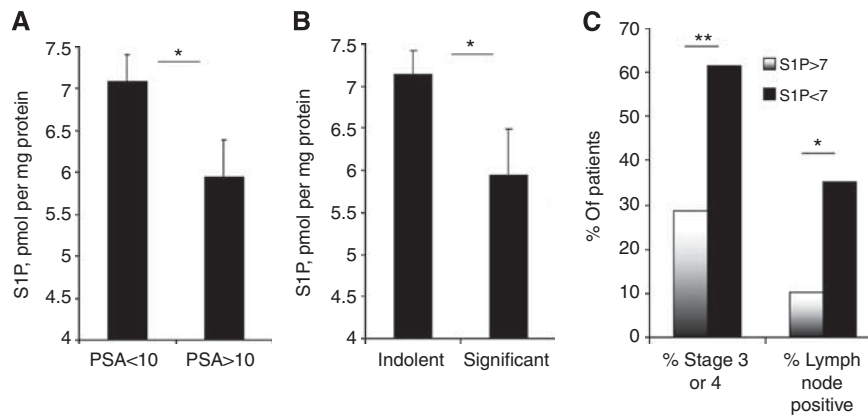 A
S1P, pmol per mg protein
7.5
7
6.5
6
5.5
5
4.5
4
*
PSA<10
PSA>10
B
S1P, pmol per mg protein
7.5
7
6.5
6
5.5
5
4.5
4
*
Indolent
Significant
C
% Of patients
70
60
50
40
30
20
10
0
**
*
S1P>7
S1P<7
% Stage 3
or 4
% Lymph
node
positive